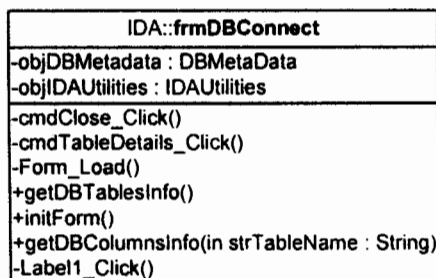 IDA::frmDBConnect
-objDBMetadata : DBMetaData
-objIDAUtilities : IDAUtilities
-cmdClose_Click()
-cmdTableDetails_Click()
-Form_Load()
+getDBTablesInfo()
+initForm()
+getDBColumnsInfo(in strTableName : String)
-Label1_Click()